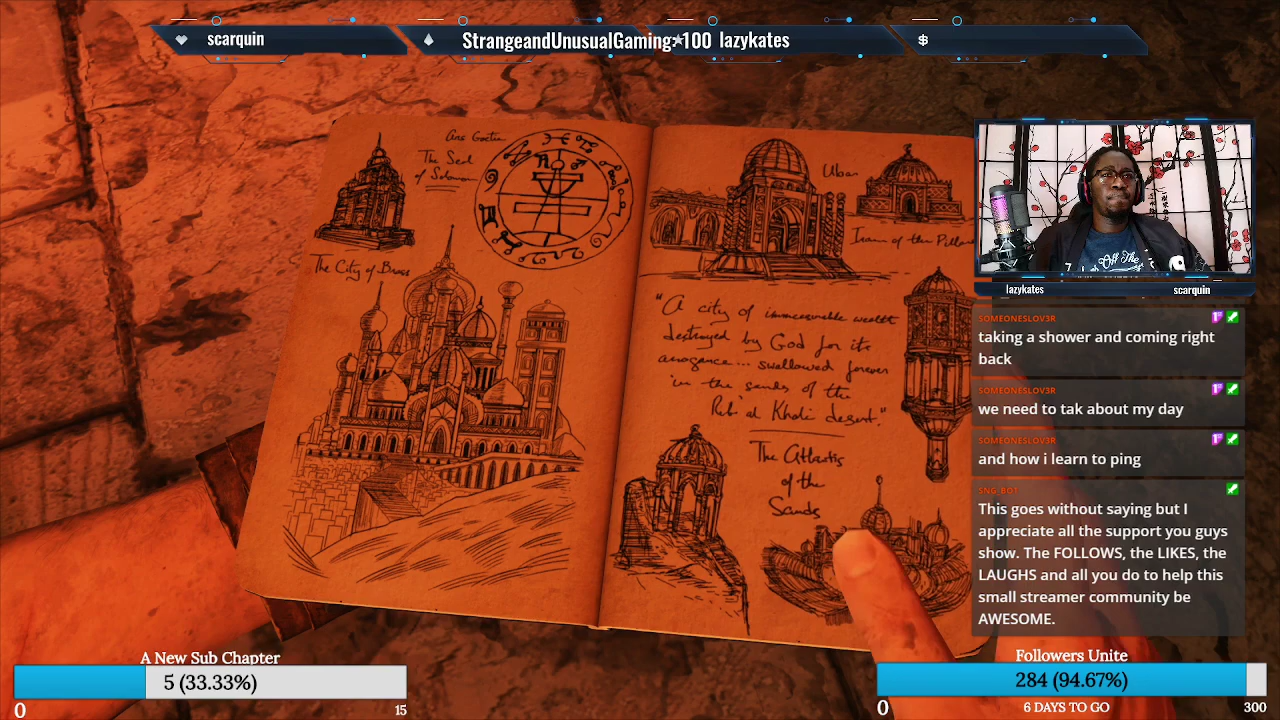 scarquin
StrangeandUnusualGaming: 100 lazykates
Ars Goetia
The Seal
of Solomon
The City of Brass
Ubar
Iram of the Pillars
"A city of immeasurable wealth
destroyed by God for its
arrogance... swallowed forever
in the sands of the
Rub' al Khali desert."
The Atlantis
of the
Sands
Off The
lazykates scarquin
SOMEONESLOV3R
taking a shower and coming right
back
SOMEONESLOV3R
we need to tak about my day
SOMEONESLOV3R
and how i learn to ping
SNG_BOT
This goes without saying but I
appreciate all the support you guys
show. The FOLLOWS, the LIKES, the
LAUGHS and all you do to help this
small streamer community be
AWESOME.
A New Sub Chapter
5 (33.33%)
0 15
Followers Unite
284 (94.67%)
0 6 DAYS TO GO 300